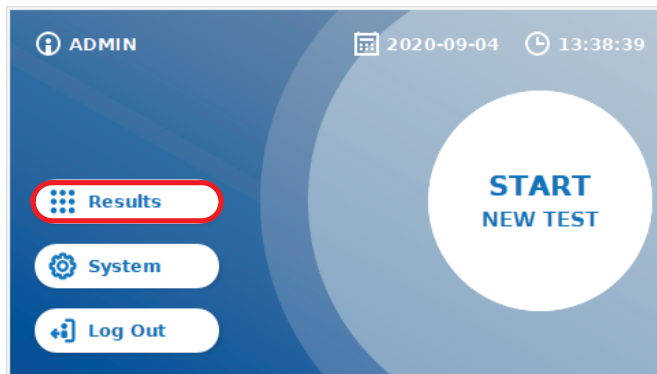 ADMIN 2020-09-04 13:38:39
START
NEW TEST
Results
System
Log Out